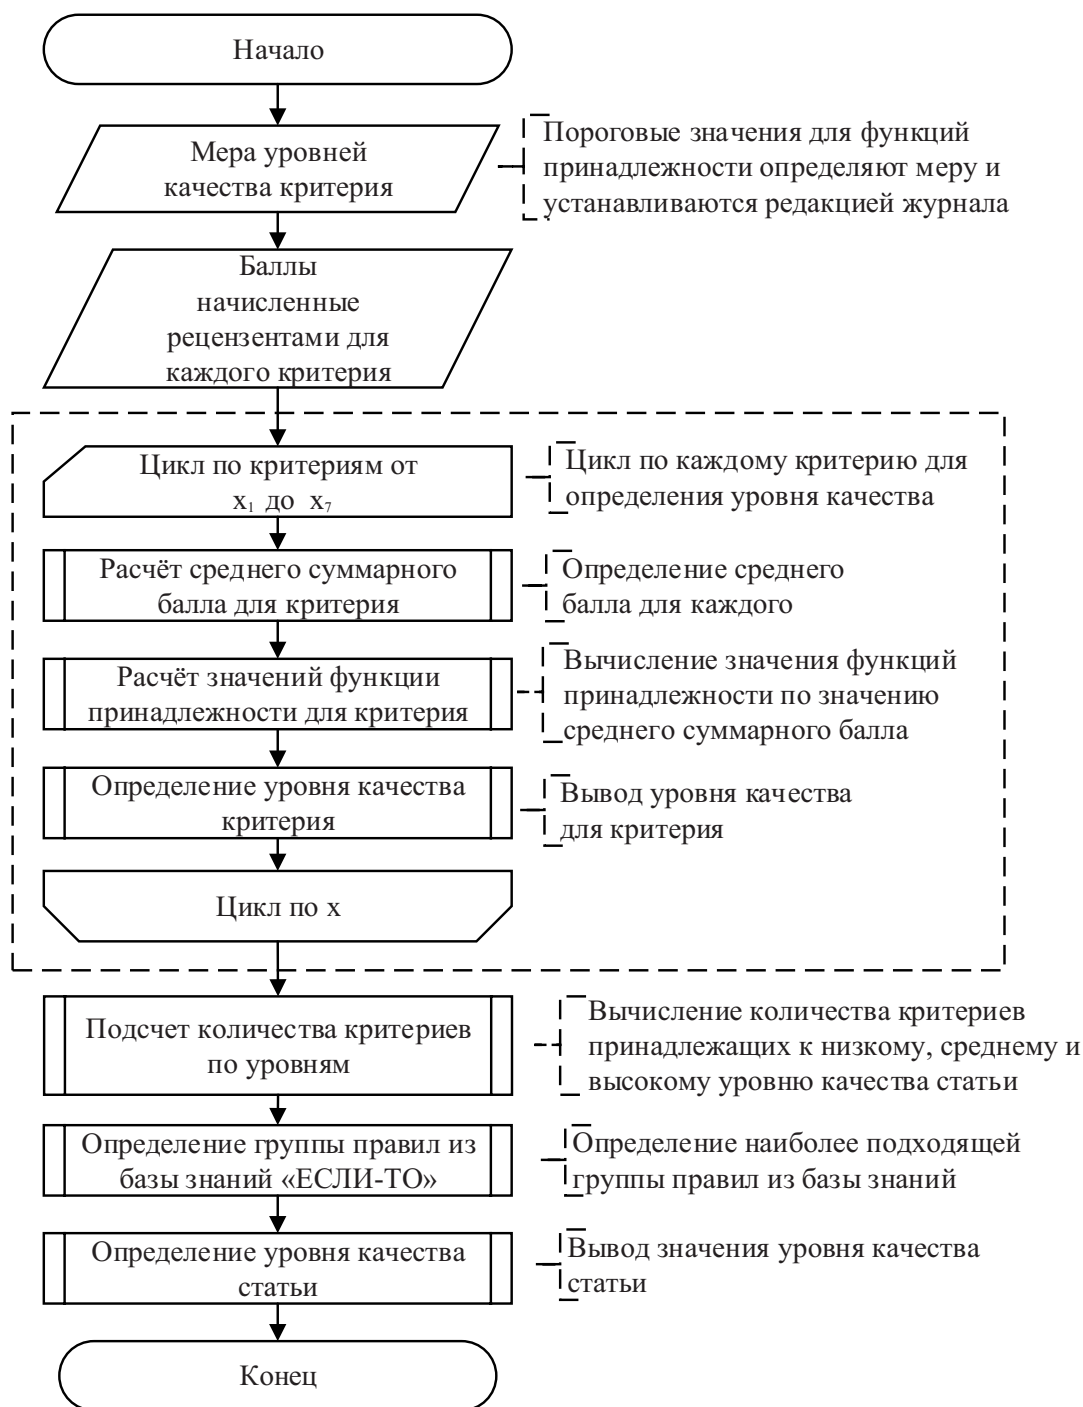 Начало
Мера уровней
качества критерия
Пороговые значения для функций
принадлежности определяют меру и
устанавливаются редакцией журнала
Баллы
начисленные
рецензентами для
каждого критерия
Цикл по критериям от
x₁ до x₇
Цикл по каждому критерию для
определения уровня качества
Расчёт среднего суммарного
балла для критерия
Определение среднего
балла для каждого
Расчёт значений функции
принадлежности для критерия
Вычисление значения функций
принадлежности по значению
среднего суммарного балла
Определение уровня качества
критерия
Вывод уровня качества
для критерия
Цикл по x
Подсчет количества критериев
по уровням
Вычисление количества критериев
принадлежащих к низкому, среднему и
высокому уровню качества статьи
Определение группы правил из
базы знаний «ЕСЛИ-ТО»
Определение наиболее подходящей
группы правил из базы знаний
Определение уровня качества
статьи
Вывод значения уровня качества
статьи
Конец